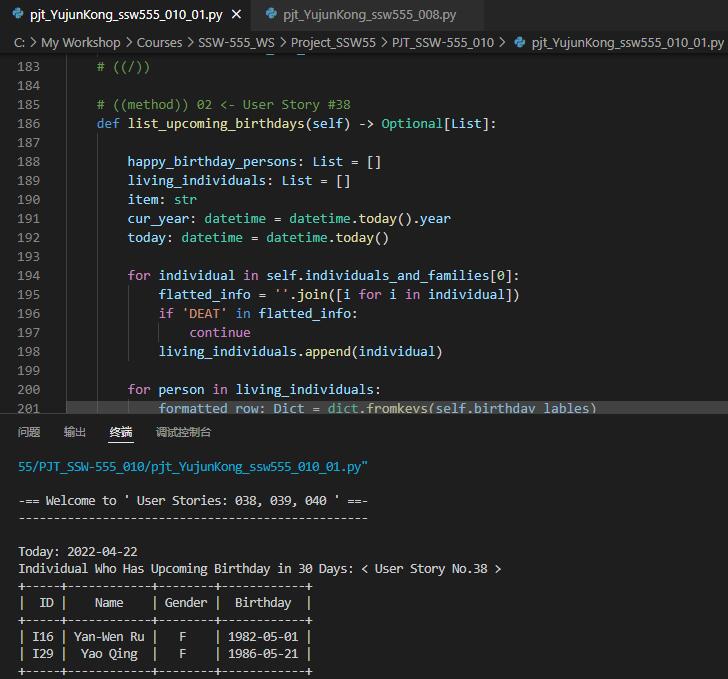 pjt_YujunKong_ssw555_010_01.py × pjt_YujunKong_ssw555_008.py
C: > My Workshop > Courses > SSW-555_WS > Project_SSW55 > PJT_SSW-555_010 > pjt_YujunKong_ssw555_010_01.py
183 # ((/))
184
185 # ((method)) 02 <- User Story #38
186 def list_upcoming_birthdays(self) -> Optional[List]:
187
188 happy_birthday_persons: List = []
189 living_individuals: List = []
190 item: str
191 cur_year: datetime = datetime.today().year
192 today: datetime = datetime.today()
193
194 for individual in self.individuals_and_families[0]:
195 flatted_info = ''.join([i for i in individual])
196 if 'DEAT' in flatted_info:
197 continue
198 living_individuals.append(individual)
199
200 for person in living_individuals:
201 formatted_row: Dict = dict.fromkeys(self.birthday_lables)
问题 输出 终端 调试控制台
55/PJT_SSW-555_010/pjt_YujunKong_ssw555_010_01.py"
-== Welcome to ' User Stories: 038, 039, 040 ' ==-
--------------------------------------------------
Today: 2022-04-22
Individual Who Has Upcoming Birthday in 30 Days: < User Story No.38 >
+-----+------------+--------+------------+
| ID | Name | Gender | Birthday |
+-----+------------+--------+------------+
| I16 | Yan-Wen Ru | F | 1982-05-01 |
| I29 | Yao Qing | F | 1986-05-21 |
+-----+------------+--------+------------+